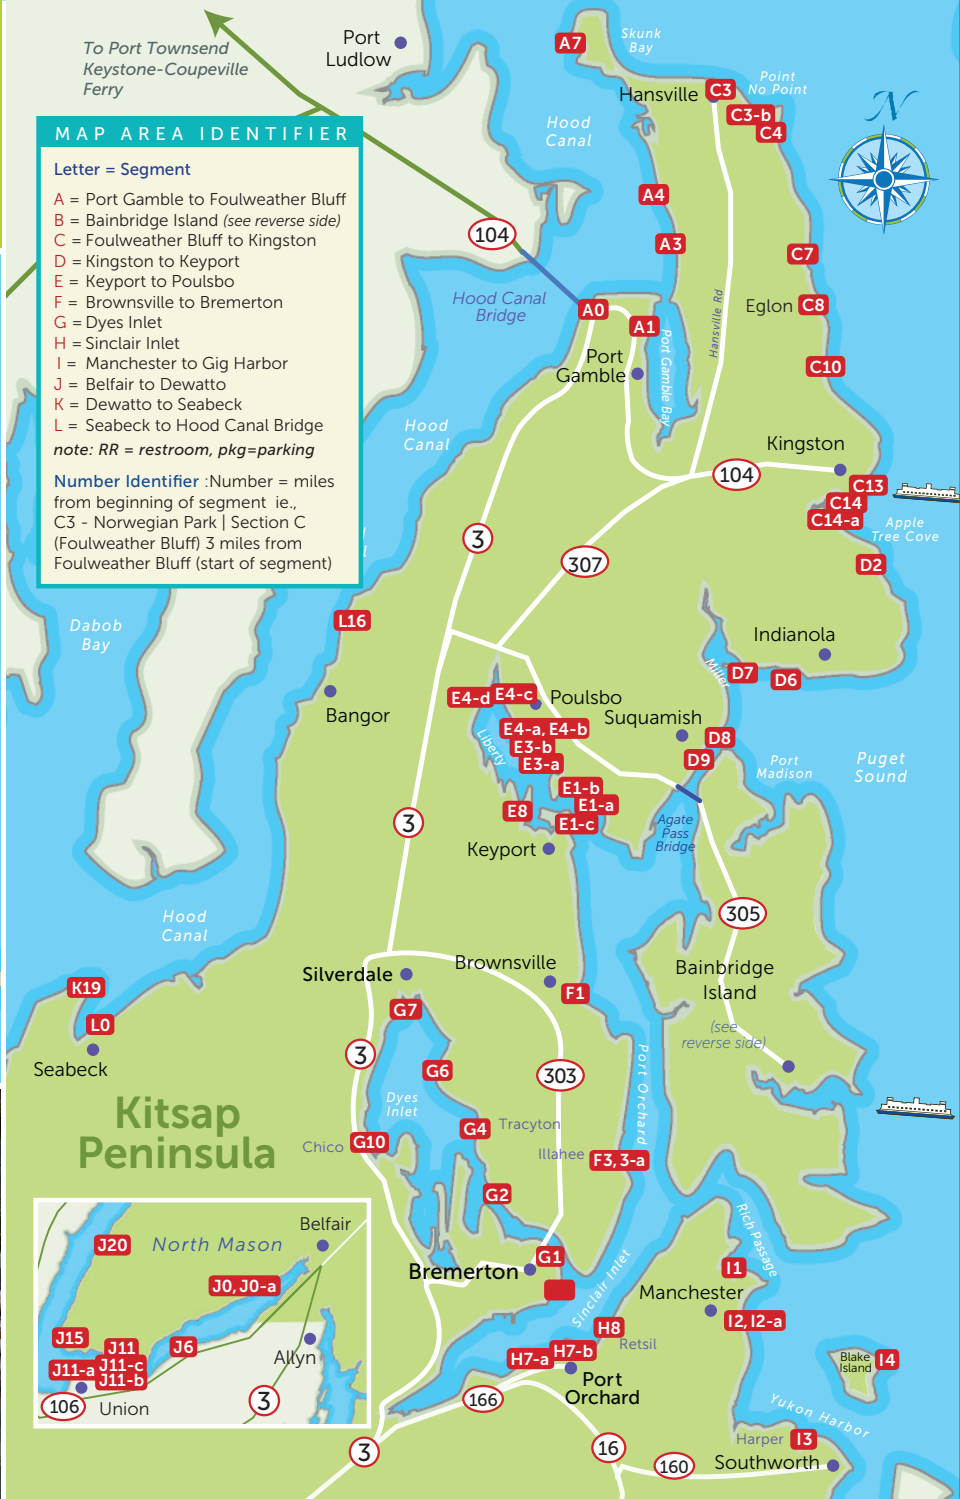 To Port Townsend
Keystone-Coupeville
Ferry
Port
Ludlow
A7
Skunk
Bay
Hansville
C3
Point
No Point
C3-b
C4
N
Hood
Canal
MAP AREA IDENTIFIER
Letter = Segment
A = Port Gamble to Foulweather Bluff
B = Bainbridge Island (see reverse side)
C = Foulweather Bluff to Kingston
D = Kingston to Keyport
E = Keyport to Poulsbo
F = Brownsville to Bremerton
G = Dyes Inlet
H = Sinclair Inlet
I = Manchester to Gig Harbor
J = Belfair to Dewatto
K = Dewatto to Seabeck
L = Seabeck to Hood Canal Bridge
note: RR = restroom, pkg=parking
Number Identifier :Number = miles
from beginning of segment ie.,
C3 - Norwegian Park | Section C
(Foulweather Bluff) 3 miles from
Foulweather Bluff (start of segment)
A4
104
A3
C7
Hood Canal
Bridge
A0
A1
Hansville Rd
Eglon
C8
Port
Gamble
Port Gamble Bay
C10
Hood
Canal
Kingston
104
C13
C14
C14-a
Apple
Tree Cove
3
307
D2
L16
Dabob
Bay
Indianola
Miller
D7
D6
Bangor
E4-d
E4-c
Poulsbo
Suquamish
E4-a, E4-b
Liberty
E3-b
E3-a
D8
D9
Port
Madison
Puget
Sound
E1-b
E1-a
E8
E1-c
3
Agate
Pass
Bridge
Keyport
305
Hood
Canal
Brownsville
Silverdale
Bainbridge
Island
K19
F1
G7
L0
(see
reverse side)
Seabeck
3
G6
303
Port Orchard
Dyes
Inlet
Kitsap
Peninsula
G4
Tracyton
Chico
G10
Illahee
F3, 3-a
G2
Rich Passage
Belfair
J20
North Mason
G1
Bremerton
I1
Sinclair Inlet
J0, J0-a
Manchester
I2, I2-a
J15
J11
J6
H8
Retsil
J11-a
J11-c
J11-b
Allyn
H7-a
H7-b
Blake
Island
I4
Port
Orchard
106
Union
3
166
Yukon Harbor
3
16
Harper
I3
160
Southworth